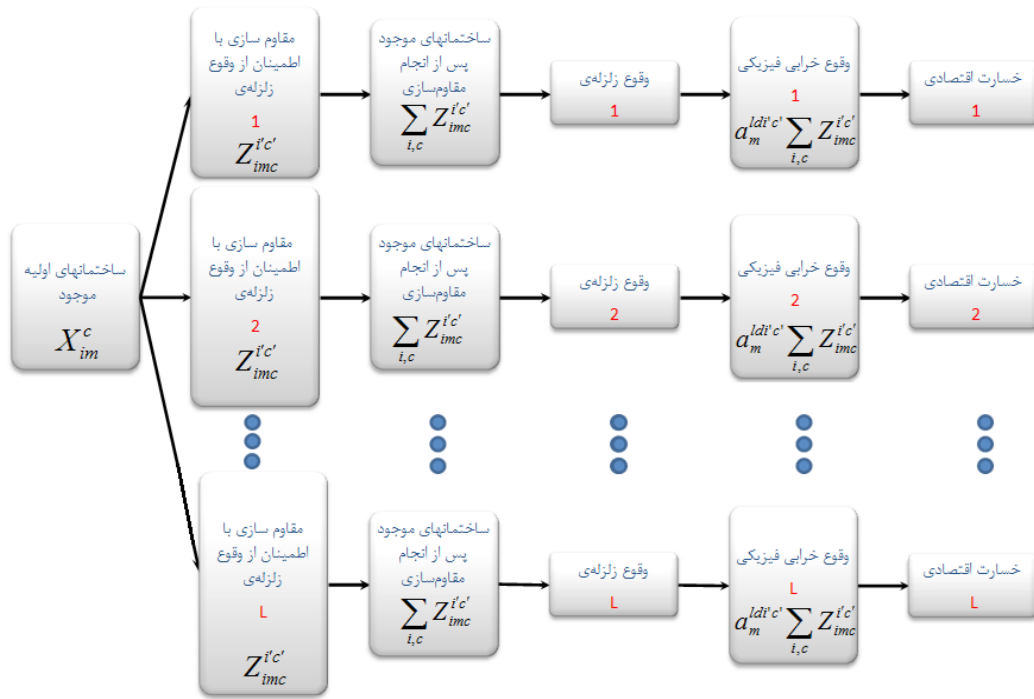 ساختمانهای اولیه
موجود
X_{im}^{c}
مقاوم سازی با
اطمینان از وقوع
زلزله‌ی
1
Z_{imc}^{i'c'}
ساختمانهای موجود
پس از انجام
مقاوم‌سازی
∑_{i,c} Z_{imc}^{i'c'}
وقوع زلزله‌ی
1
وقوع خرابی فیزیکی
1
a_{m}^{ldi'c'} ∑_{i,c} Z_{imc}^{i'c'}
خسارت اقتصادی
1
مقاوم سازی با
اطمینان از وقوع
زلزله‌ی
2
Z_{imc}^{i'c'}
ساختمانهای موجود
پس از انجام
مقاوم‌سازی
∑_{i,c} Z_{imc}^{i'c'}
وقوع زلزله‌ی
2
وقوع خرابی فیزیکی
2
a_{m}^{ldi'c'} ∑_{i,c} Z_{imc}^{i'c'}
خسارت اقتصادی
2
مقاوم سازی با
اطمینان از وقوع
زلزله‌ی
L
Z_{imc}^{i'c'}
ساختمانهای موجود
پس از انجام
مقاوم‌سازی
∑_{i,c} Z_{imc}^{i'c'}
وقوع زلزله‌ی
L
وقوع خرابی فیزیکی
L
a_{m}^{ldi'c'} ∑_{i,c} Z_{imc}^{i'c'}
خسارت اقتصادی
L